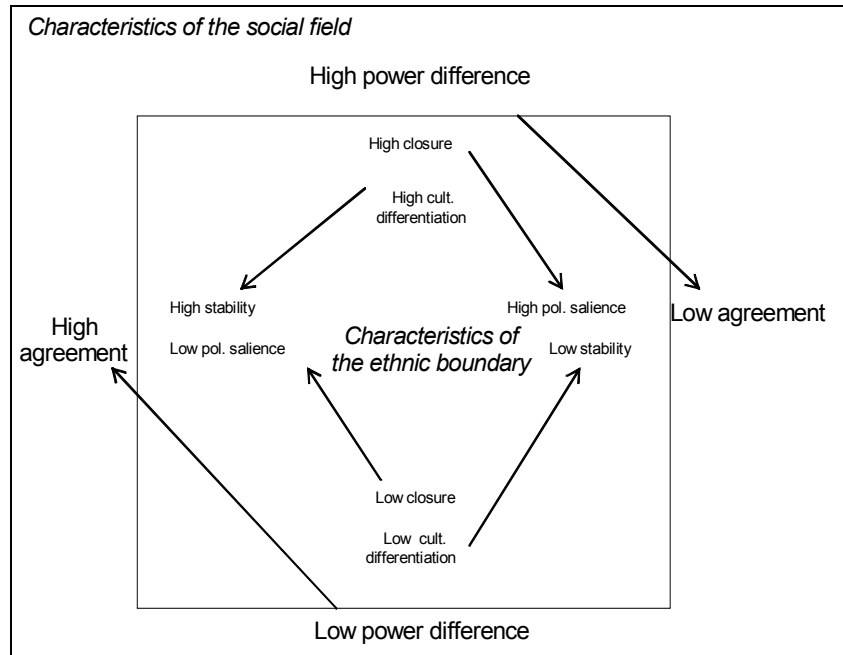 Characteristics of the social field
High power difference
High closure
High cult.
differentiation
High stability
High pol. salience
High
agreement
Low agreement
Low pol. salience
Characteristics of
the ethnic boundary
Low stability
Low closure
Low cult.
differentiation
Low power difference